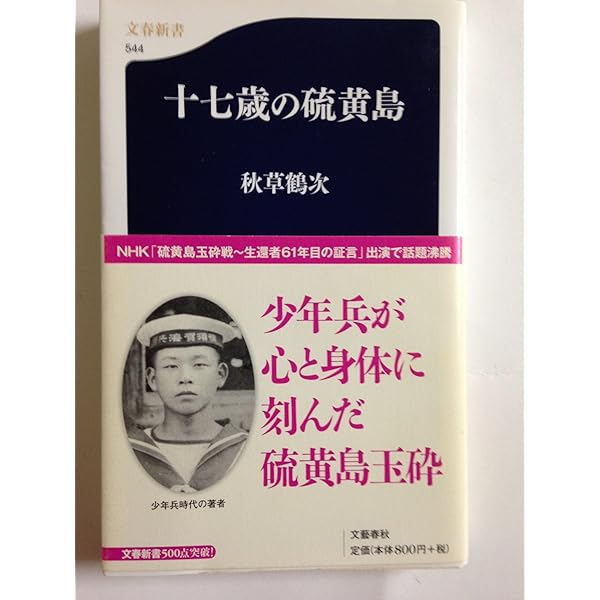 文春新書
544
十七歳の硫黄島
秋草鶴次
NHK「硫黄島玉砕戦〜生還者61年目の証言」出演で話題沸騰
少年兵が
心と身体に
刻んだ
硫黄島玉砕
少年兵時代の著者
文藝春秋
定価(本体800円+税)
文春新書500点突破!